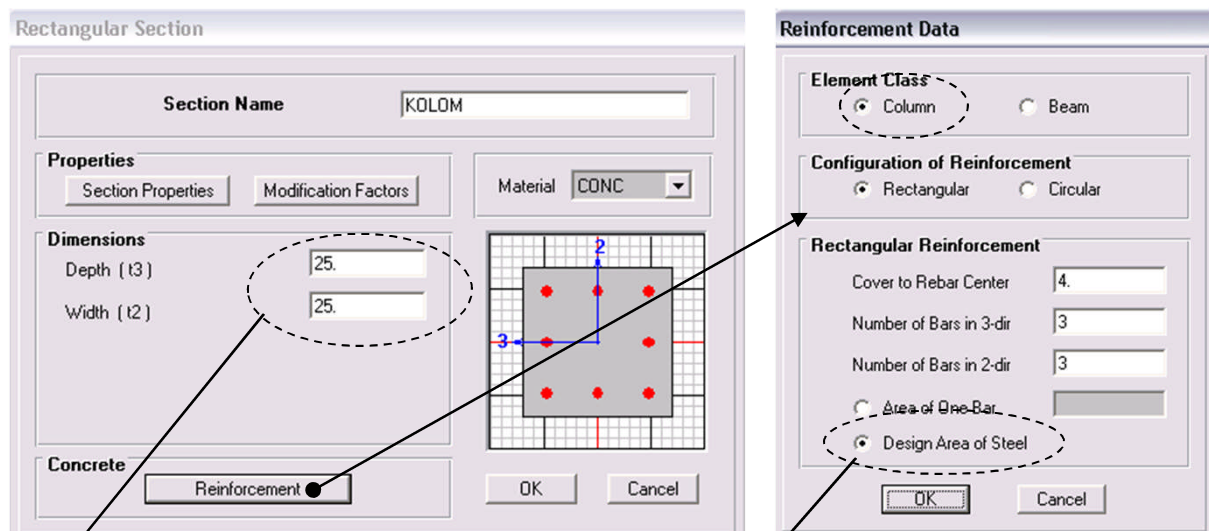 Rectangular Section
Section Name KOLOM
Properties
Section Properties Modification Factors
Material CONC
Dimensions
Depth ( t3 ) 25.
Width ( t2 ) 25.
2
3
Concrete
Reinforcement
OK Cancel
Reinforcement Data
Element Class
Column Beam
Configuration of Reinforcement
Rectangular Circular
Rectangular Reinforcement
Cover to Rebar Center 4.
Number of Bars in 3-dir 3
Number of Bars in 2-dir 3
Area of One Bar
Design Area of Steel
OK Cancel